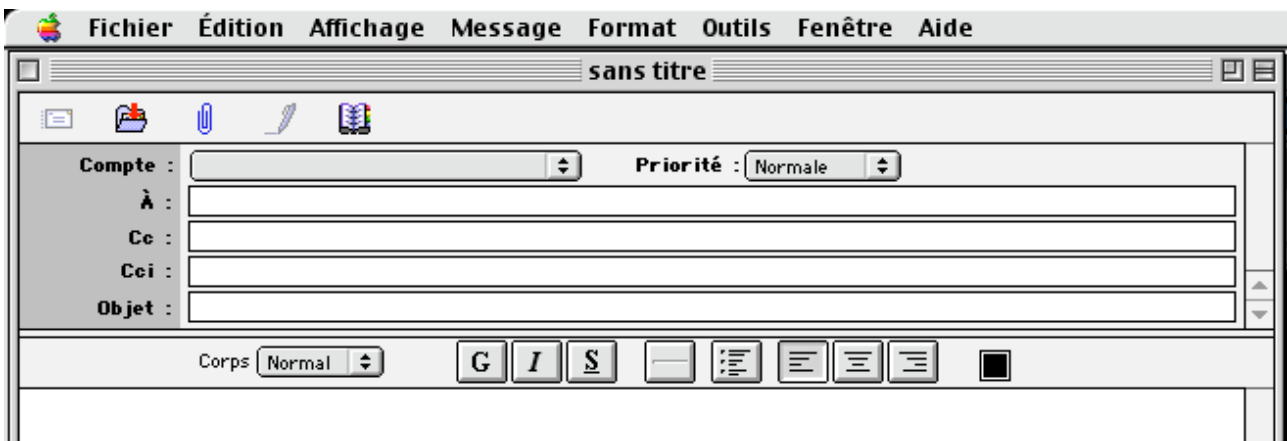 Fichier Édition Affichage Message Format Outils Fenêtre Aide
sans titre
Compte : Priorité : Normale
À :
Cc :
Cci :
Objet :
Corps Normal G I S